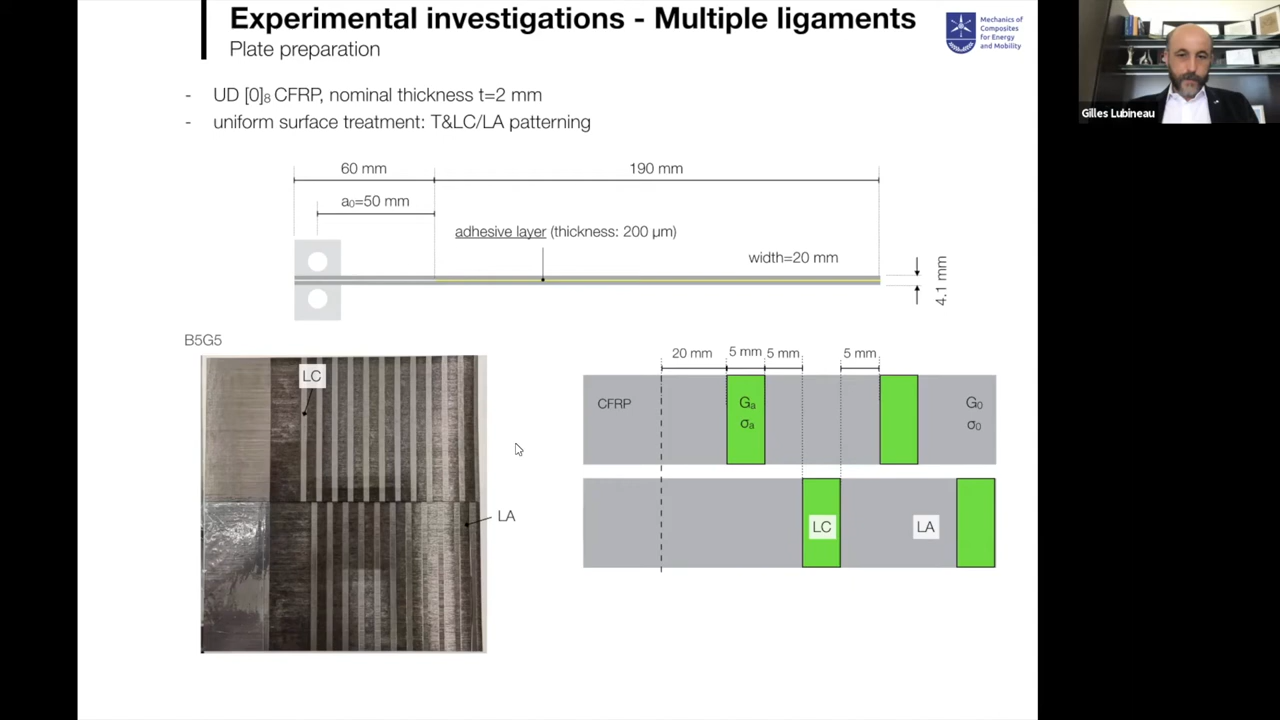 Experimental investigations - Multiple ligaments
Plate preparation
Mechanics of
Composites
for Energy
and Mobility
Gilles Lubineau
- UD [0]₈ CFRP, nominal thickness t=2 mm
- uniform surface treatment: T&LC/LA patterning
60 mm
190 mm
a₀=50 mm
adhesive layer (thickness: 200 µm)
width=20 mm
4.1 mm
B5G5
LC
LA
20 mm
5 mm
5 mm
5 mm
CFRP
Gₐ
σₐ
G₀
σ₀
LC
LA